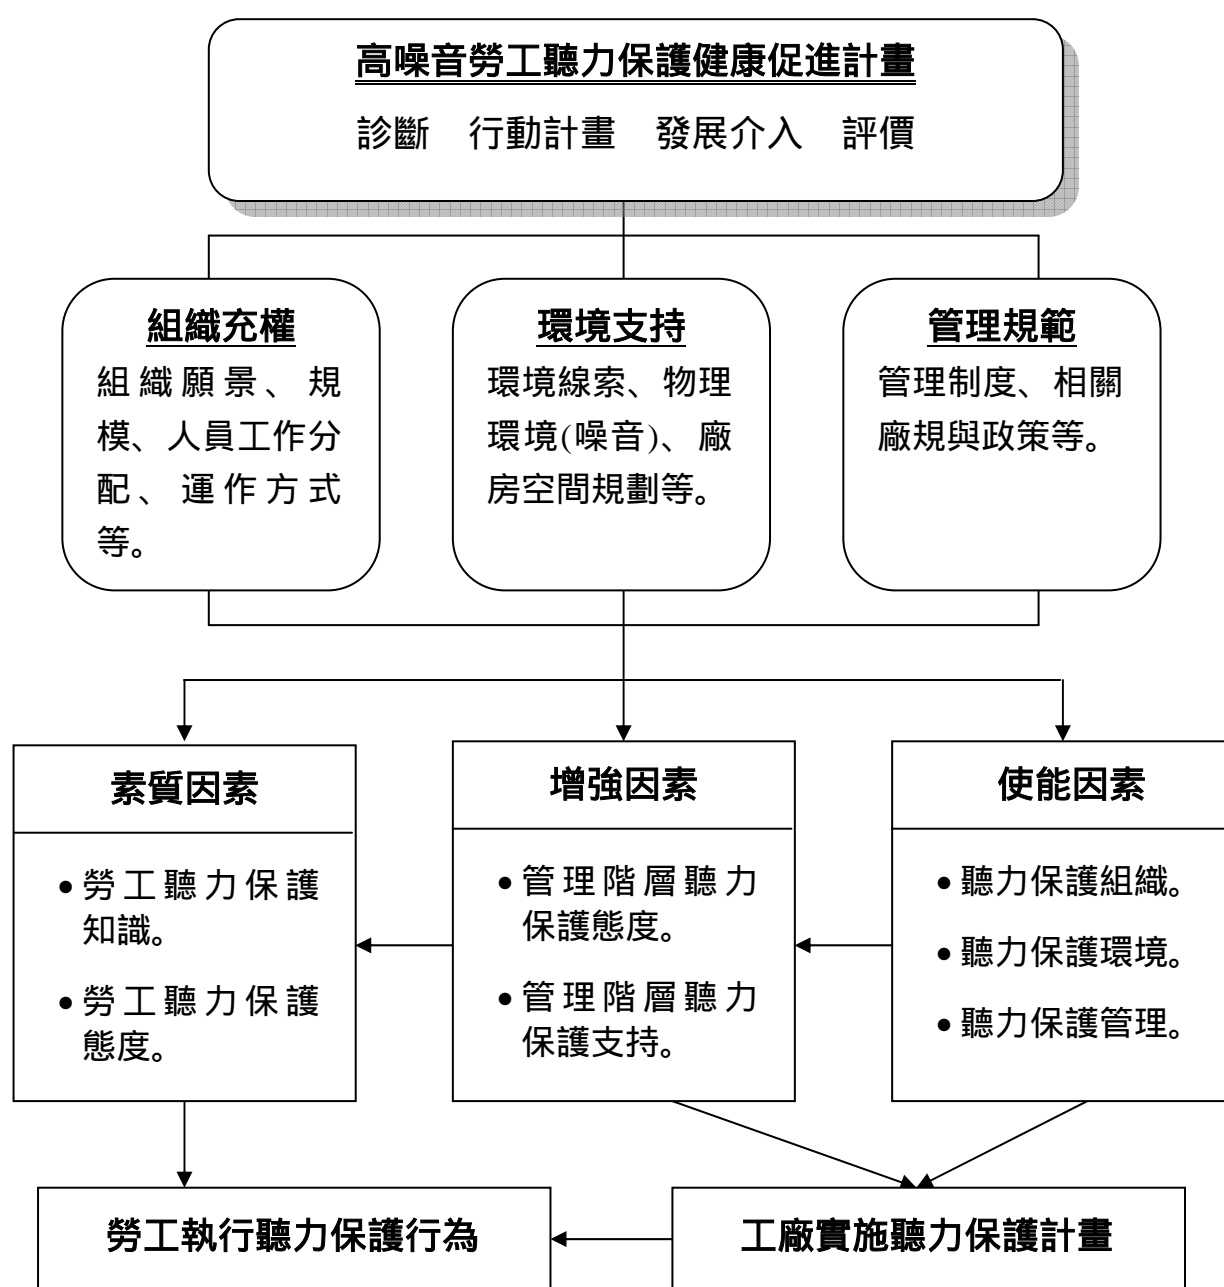 高噪音勞工聽力保護健康促進計畫
診斷　行動計畫　發展介入　評價
組織充權
組織願景、規
模、人員工作分
配、運作方式
等。
環境支持
環境線索、物理
環境(噪音)、廠
房空間規劃等。
管理規範
管理制度、相關
廠規與政策等。
素質因素
•勞工聽力保護
知識。
•勞工聽力保護
態度。
增強因素
•管理階層聽力
保護態度。
•管理階層聽力
保護支持。
使能因素
•聽力保護組織。
•聽力保護環境。
•聽力保護管理。
勞工執行聽力保護行為
工廠實施聽力保護計畫